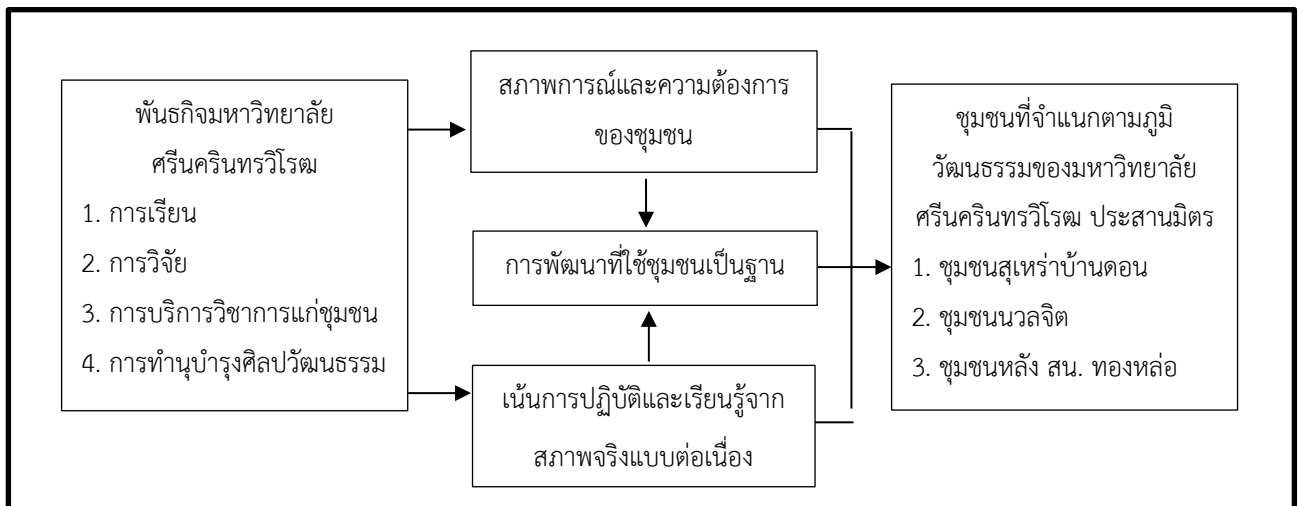 พันธกิจมหาวิทยาลัย
ศรีนครินทรวิโรฒ
1. การเรียน
2. การวิจัย
3. การบริการวิชาการแก่ชุมชน
4. การทำนุบำรุงศิลปวัฒนธรรม
สภาพการณ์และความต้องการ
ของชุมชน
การพัฒนาที่ใช้ชุมชนเป็นฐาน
เน้นการปฏิบัติและเรียนรู้จาก
สภาพจริงแบบต่อเนื่อง
ชุมชนที่จำแนกตามภูมิ
วัฒนธรรมของมหาวิทยาลัย
ศรีนครินทรวิโรฒ ประสานมิตร
1. ชุมชนสุเหร่าบ้านดอน
2. ชุมชนนวลจิต
3. ชุมชนหลัง สน. ทองหล่อ